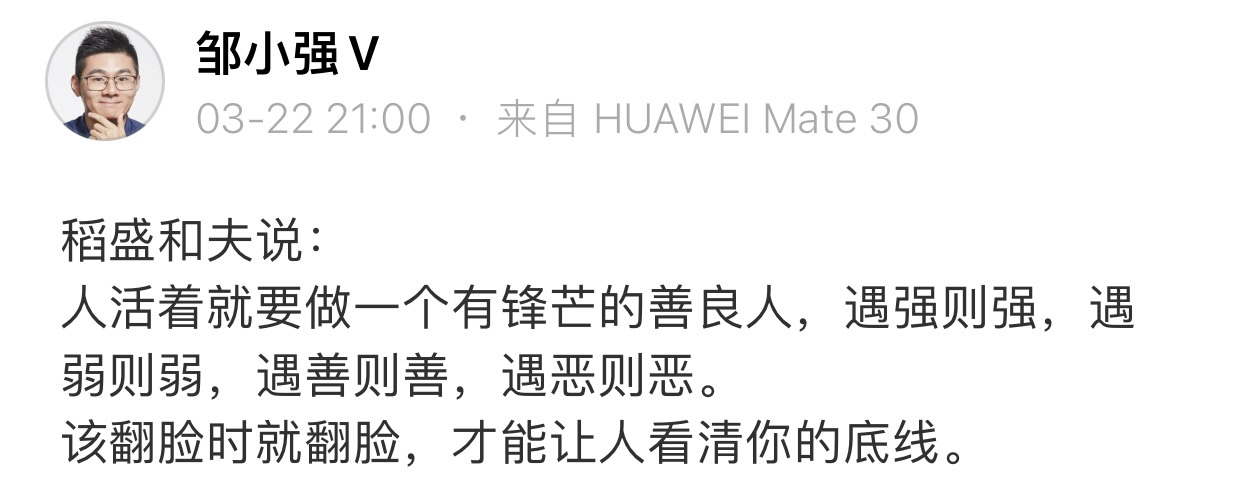 邹小强V
03-22 21:00 · 来自 HUAWEI Mate 30
稻盛和夫说：
人活着就要做一个有锋芒的善良人，遇强则强，遇
弱则弱，遇善则善，遇恶则恶。
该翻脸时就翻脸，才能让人看清你的底线。